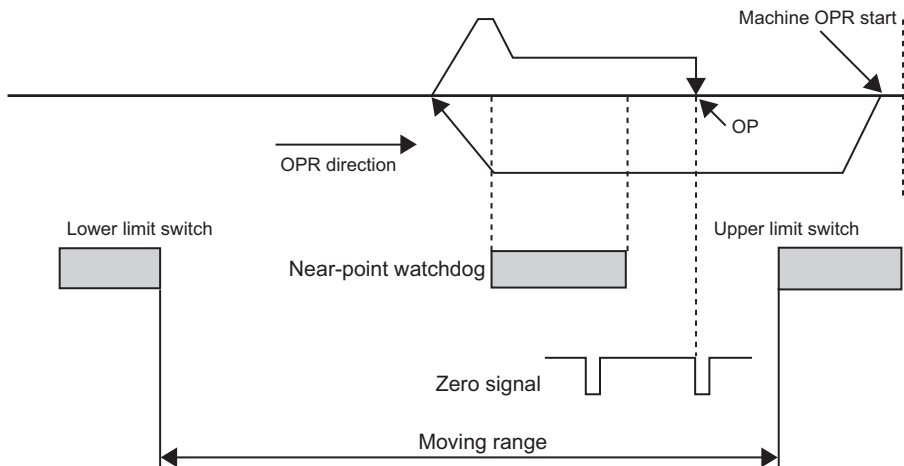 Machine OPR start
OP
OPR direction
Lower limit switch
Upper limit switch
Near-point watchdog
Zero signal
Moving range